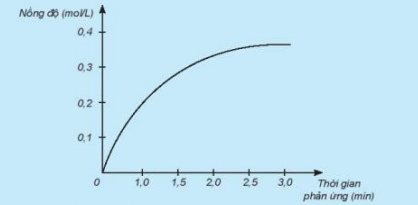 Nồng độ (mol/L)
0,4
0,3
0,2
0,1
0 1,0 1,5 2,0 2,5 3,0 Thời gian
phản ứng (min)